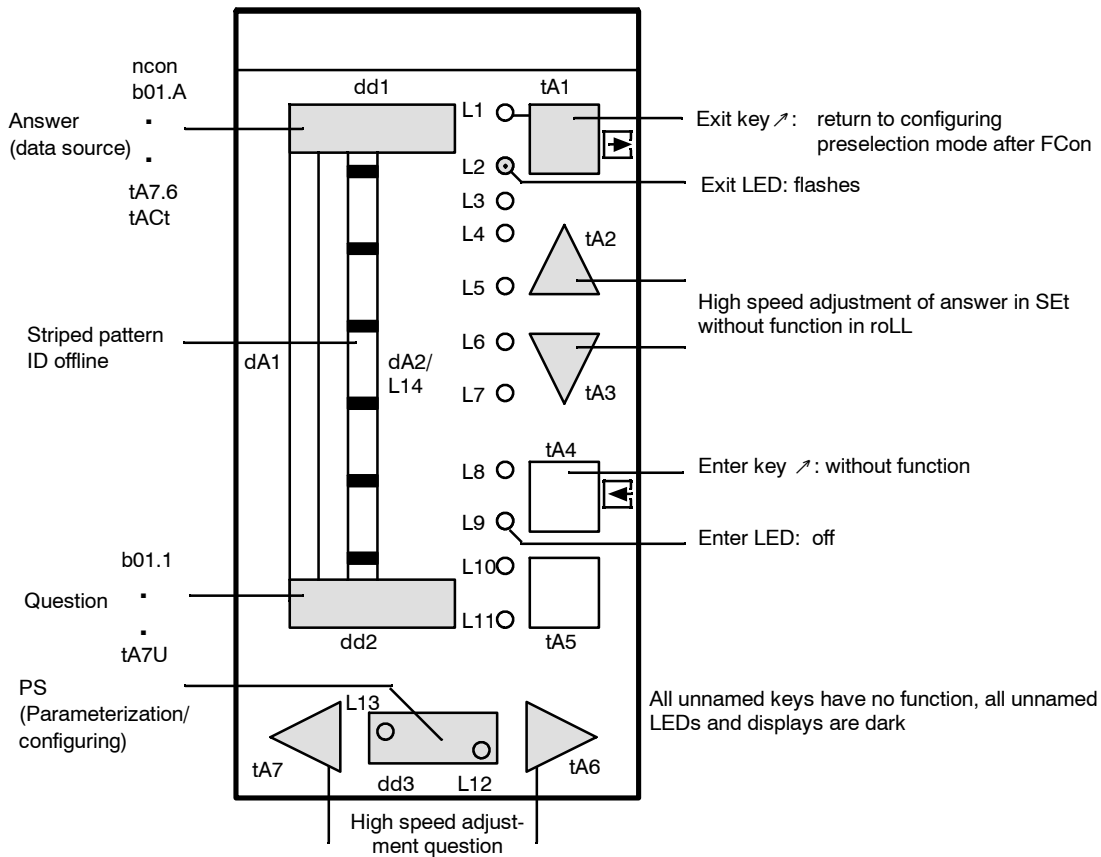 ncon
b01.A
Answer
(data source)
tA7.6
tACt
Striped pattern
ID offline
b01.1
Question
tA7U
PS
(Parameterization/
configuring)
dd1
tA1
L1
L2
L3
L4
tA2
L5
L6
dA1
dA2/
L14
L7
tA3
tA4
L8
L9
L10
L11
dd2
tA5
L13
tA7
dd3
L12
tA6
High speed adjust-
ment question
Exit key ↗: return to configuring
preselection mode after FCon
Exit LED: flashes
High speed adjustment of answer in SEt
without function in roLL
Enter key ↗: without function
Enter LED: off
All unnamed keys have no function, all unnamed
LEDs and displays are dark